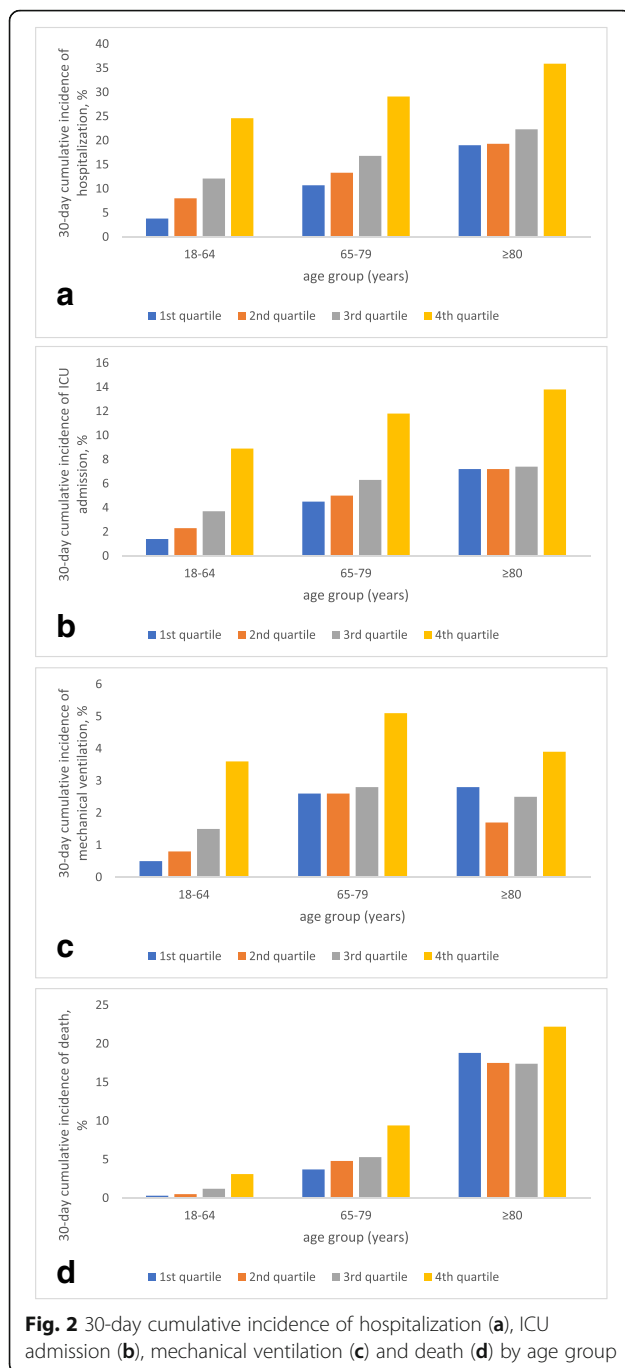 30-day cumulative incidence of
hospitalization, %
40
35
30
25
20
15
10
5
0
18-64
65-79
≥80
age group (years)
a
1st quartile 2nd quartile 3rd quartile 4th quartile
30-day cumulative incidence of ICU
admission, %
16
14
12
10
8
6
4
2
0
18-64
65-79
≥80
age group (years)
b
1st quartile 2nd quartile 3rd quartile 4th quartile
30-day cumulative incidence of
mechanical ventilation, %
6
5
4
3
2
1
0
18-64
65-79
≥80
age group (years)
c
1st quartile 2nd quartile 3rd quartile 4th quartile
30-day cumulative incidence of death,
%
25
20
15
10
5
0
18-64
65-79
≥80
age group (years)
d
1st quartile 2nd quartile 3rd quartile 4th quartile
Fig. 2 30-day cumulative incidence of hospitalization (a), ICU
admission (b), mechanical ventilation (c) and death (d) by age group